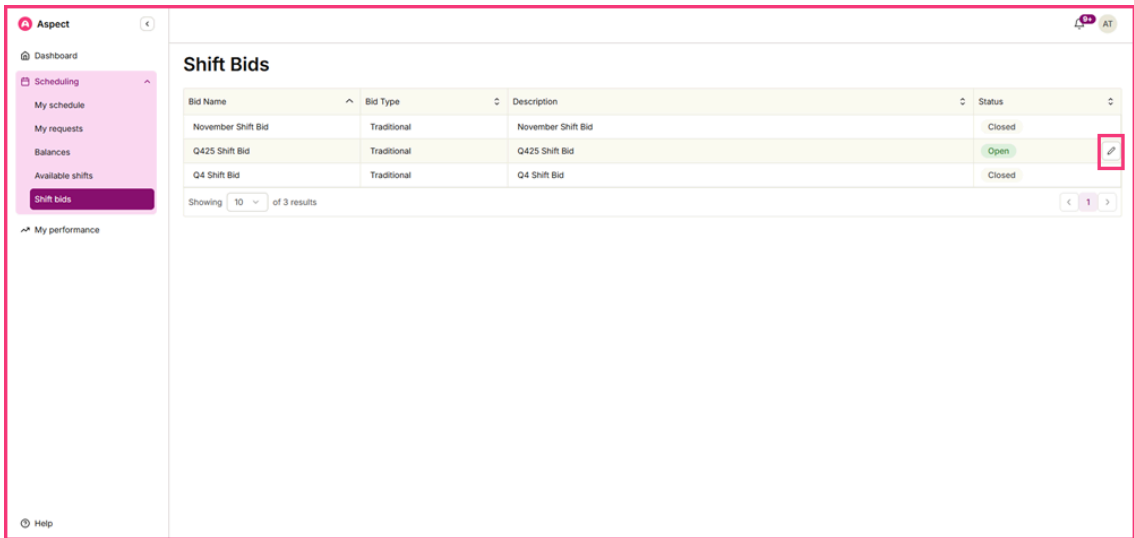 Aspect
9+
AT
Dashboard
Scheduling
My schedule
My requests
Balances
Available shifts
Shift bids
My performance
Help
Shift Bids
Bid Name Bid Type Description Status
November Shift Bid Traditional November Shift Bid Closed
Q425 Shift Bid Traditional Q425 Shift Bid Open
Q4 Shift Bid Traditional Q4 Shift Bid Closed
Showing 10 of 3 results 1